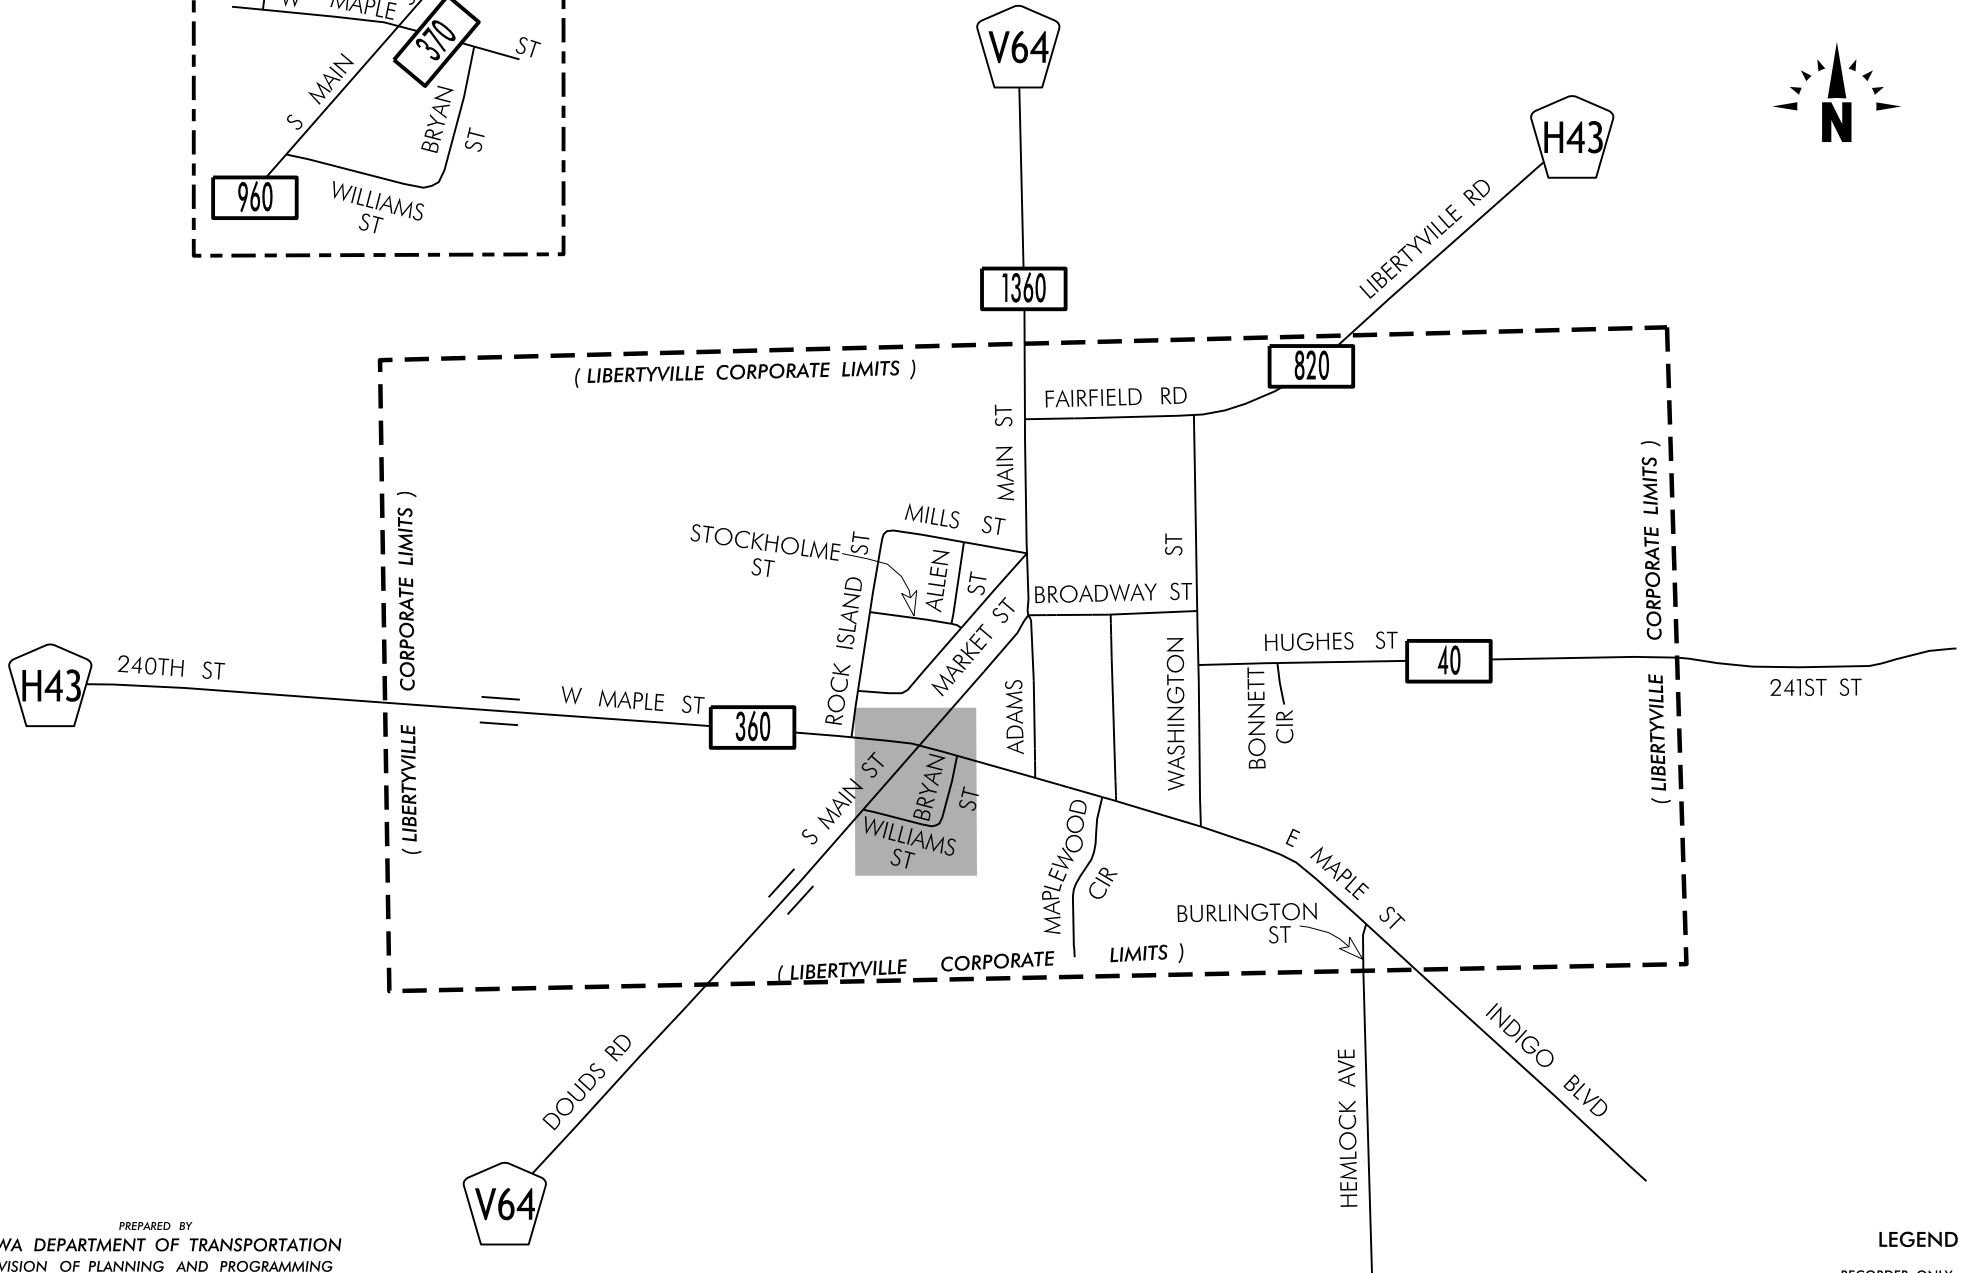 W MAPLE ST
370
S MAIN
BRYAN ST
960
WILLIAMS
ST
V64
H43
N
LIBERTYVILLE RD
1360
820
( LIBERTYVILLE CORPORATE LIMITS )
FAIRFIELD RD
MAIN ST
( LIBERTYVILLE CORPORATE LIMITS )
( LIBERTYVILLE CORPORATE LIMITS )
MILLS ST
STOCKHOLME
ST
ROCK ISLAND ST
ALLEN ST
MARKET ST
BROADWAY ST
WASHINGTON ST
HUGHES ST
40
241ST ST
H43
240TH ST
W MAPLE ST
360
ADAMS
BONNETT
CIR
S MAIN ST
BRYAN ST
WILLIAMS
ST
MAPLEWOOD CIR
E MAPLE ST
BURLINGTON
ST
( LIBERTYVILLE CORPORATE LIMITS )
DOUDS RD
INDIGO BLVD
HEMLOCK AVE
V64
PREPARED BY
WA DEPARTMENT OF TRANSPORTATION
VISION OF PLANNING AND PROGRAMMING
LEGEND